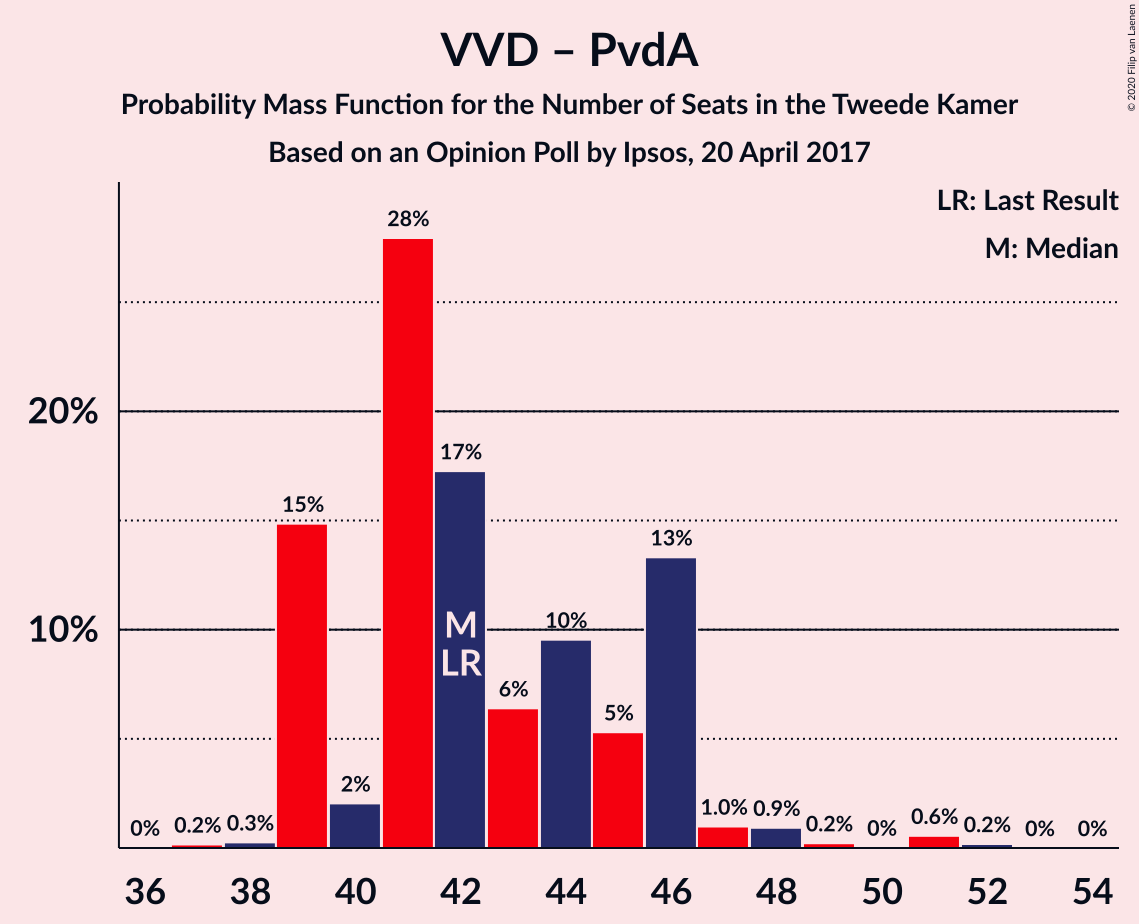 VVD – PvdA
Probability Mass Function for the Number of Seats in the Tweede Kamer
Based on an Opinion Poll by Ipsos, 20 April 2017
© 2020 Filip van Laenen
LR: Last Result
M: Median
20%
10%
0%
0.2%
0.3%
15%
2%
28%
17%
6%
10%
5%
13%
1.0%
0.9%
0.2%
0%
0.6%
0.2%
0%
0%
M
LR
36 38 40 42 44 46 48 50 52 54